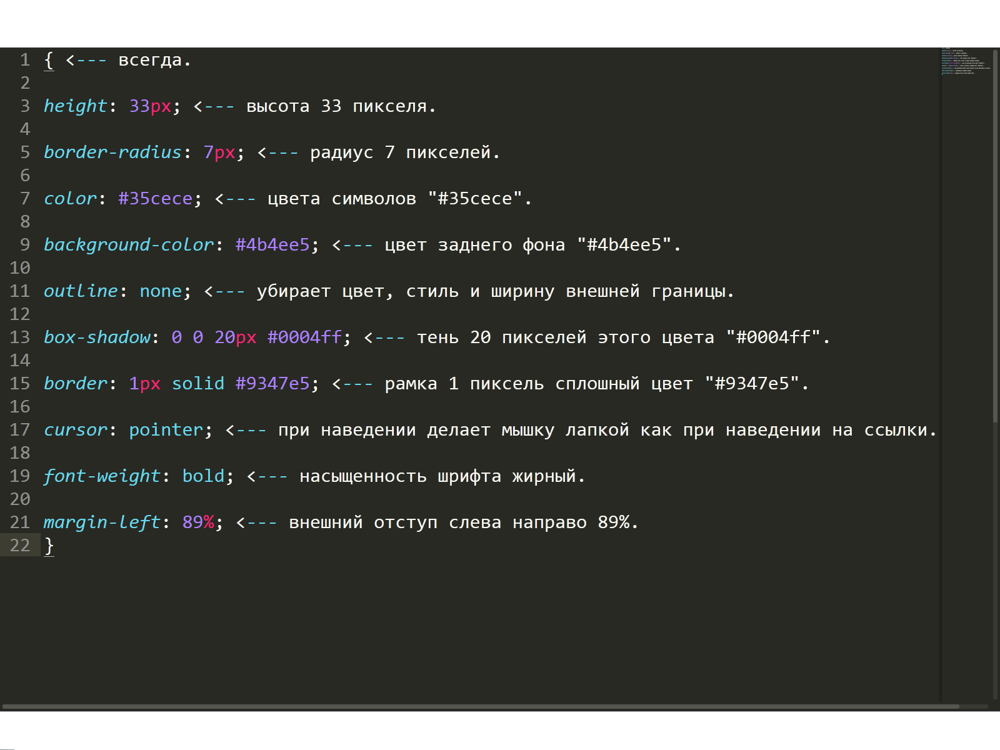 1 { <--- всегда.
2
3 height: 33px; <--- высота 33 пикселя.
4
5 border-radius: 7px; <--- радиус 7 пикселей.
6
7 color: #35cece; <--- цвета символов "#35cece".
8
9 background-color: #4b4ee5; <--- цвет заднего фона "#4b4ee5".
10
11 outline: none; <--- убирает цвет, стиль и ширину внешней границы.
12
13 box-shadow: 0 0 20px #0004ff; <--- тень 20 пикселей этого цвета "#0004ff".
14
15 border: 1px solid #9347e5; <--- рамка 1 пиксель сплошный цвет "#9347e5".
16
17 cursor: pointer; <--- при наведении делает мышку лапкой как при наведении на ссылки.
18
19 font-weight: bold; <--- насыщенность шрифта жирный.
20
21 margin-left: 89%; <--- внешний отступ слева направо 89%.
22 }